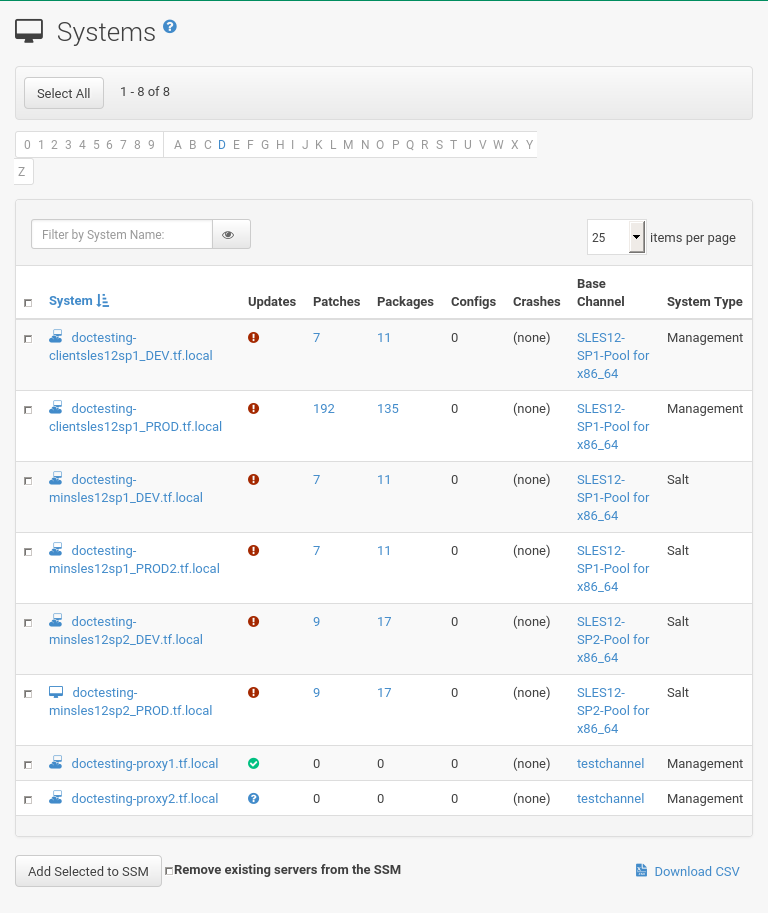 Systems ?
Select All 1 - 8 of 8
0 1 2 3 4 5 6 7 8 9 A B C D E F G H I J K L M N O P Q R S T U V W X Y
Z
Filter by System Name: 25 items per page
Base
System Updates Patches Packages Configs Crashes Channel System Type
doctesting- ! 7 11 0 (none) SLES12- Management
clientsles12sp1_DEV.tf.local SP1-Pool for
x86_64
doctesting- ! 192 135 0 (none) SLES12- Management
clientsles12sp1_PROD.tf.local SP1-Pool for
x86_64
doctesting- ! 7 11 0 (none) SLES12- Salt
minsles12sp1_DEV.tf.local SP1-Pool for
x86_64
doctesting- ! 7 11 0 (none) SLES12- Salt
minsles12sp1_PROD2.tf.local SP1-Pool for
x86_64
doctesting- ! 9 17 0 (none) SLES12- Salt
minsles12sp2_DEV.tf.local SP2-Pool for
x86_64
doctesting- ! 9 17 0 (none) SLES12- Salt
minsles12sp2_PROD.tf.local SP2-Pool for
x86_64
doctesting-proxy1.tf.local 0 0 0 (none) testchannel Management
doctesting-proxy2.tf.local ? 0 0 0 (none) testchannel Management
Add Selected to SSM Remove existing servers from the SSM Download CSV